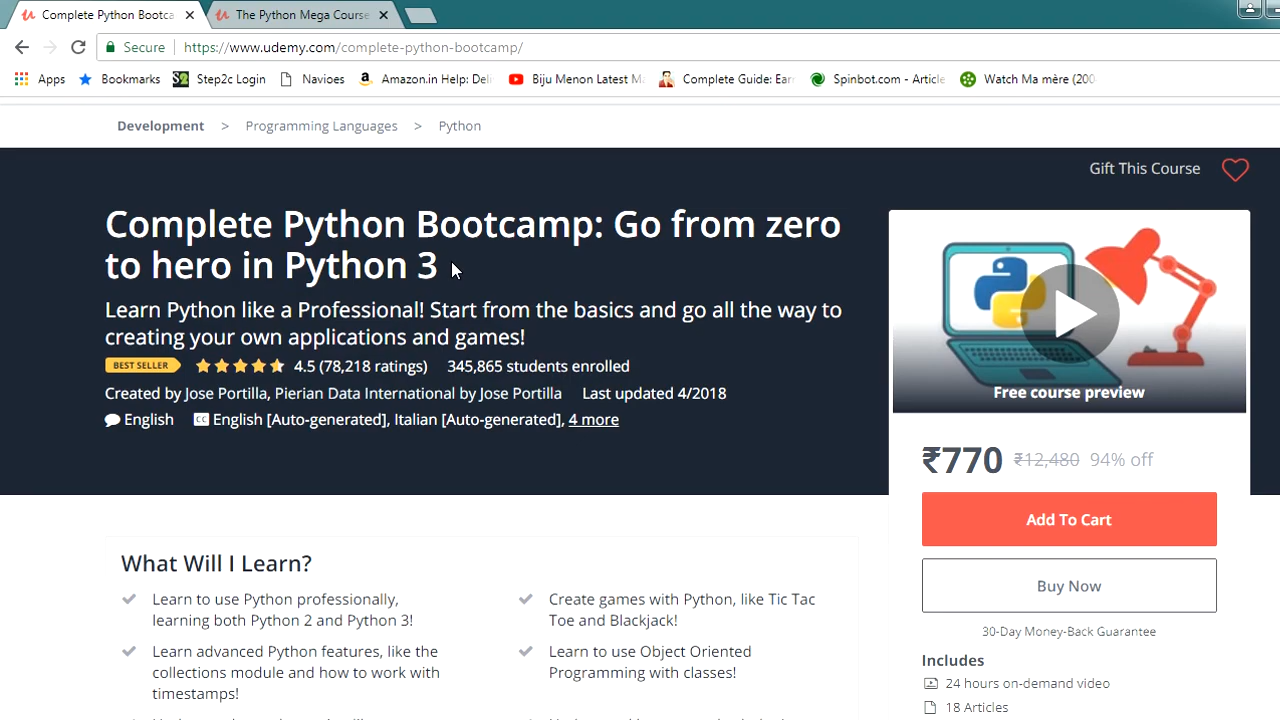 Complete Python Bootca
The Python Mega Course
Secure
https://www.udemy.com/complete-python-bootcamp/
Apps
Bookmarks
Step2c Login
Navioes
Amazon.in Help: Del
Biju Menon Latest M
Complete Guide: Earn
Spinbot.com - Article
Watch Ma mère (200
Development > Programming Languages > Python
Gift This Course
Complete Python Bootcamp: Go from zero
to hero in Python 3
Learn Python like a Professional! Start from the basics and go all the way to
creating your own applications and games!
BEST SELLER 4.5 (78,218 ratings) 345,865 students enrolled
Created by Jose Portilla, Pierian Data International by Jose Portilla Last updated 4/2018
English CC English [Auto-generated], Italian [Auto-generated], 4 more
Free course preview
₹770 ₹12,480 94% off
Add To Cart
Buy Now
30-Day Money-Back Guarantee
Includes
24 hours on-demand video
18 Articles
What Will I Learn?
Learn to use Python professionally,
learning both Python 2 and Python 3!
Create games with Python, like Tic Tac
Toe and Blackjack!
Learn advanced Python features, like the
collections module and how to work with
timestamps!
Learn to use Object Oriented
Programming with classes!